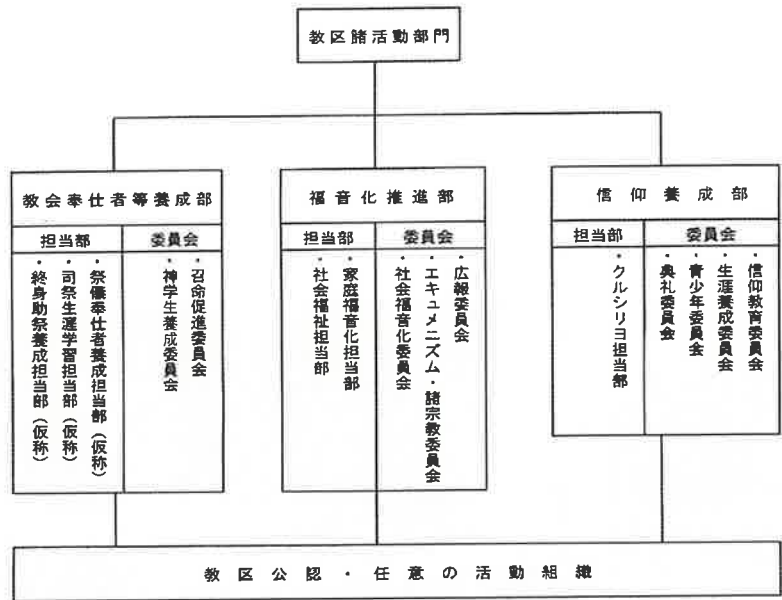 教区諸活動部門
信仰養成部
委員会
・信仰教育委員会
・生涯養成委員会
・青少年委員会
・典礼委員会
担当部
・クルシリヨ担当部
福音化推進部
委員会
・広報委員会
・エキュメニズム・諸宗教委員会
・社会福音化委員会
担当部
・家庭福音化担当部
・社会福祉担当部
教会奉仕者等養成部
委員会
・召命促進委員会
・神学生養成委員会
担当部
・祭儀奉仕者養成担当部（仮称）
・司祭生涯学習担当部（仮称）
・終身助祭養成担当部（仮称）
教区公認・任意の活動組織